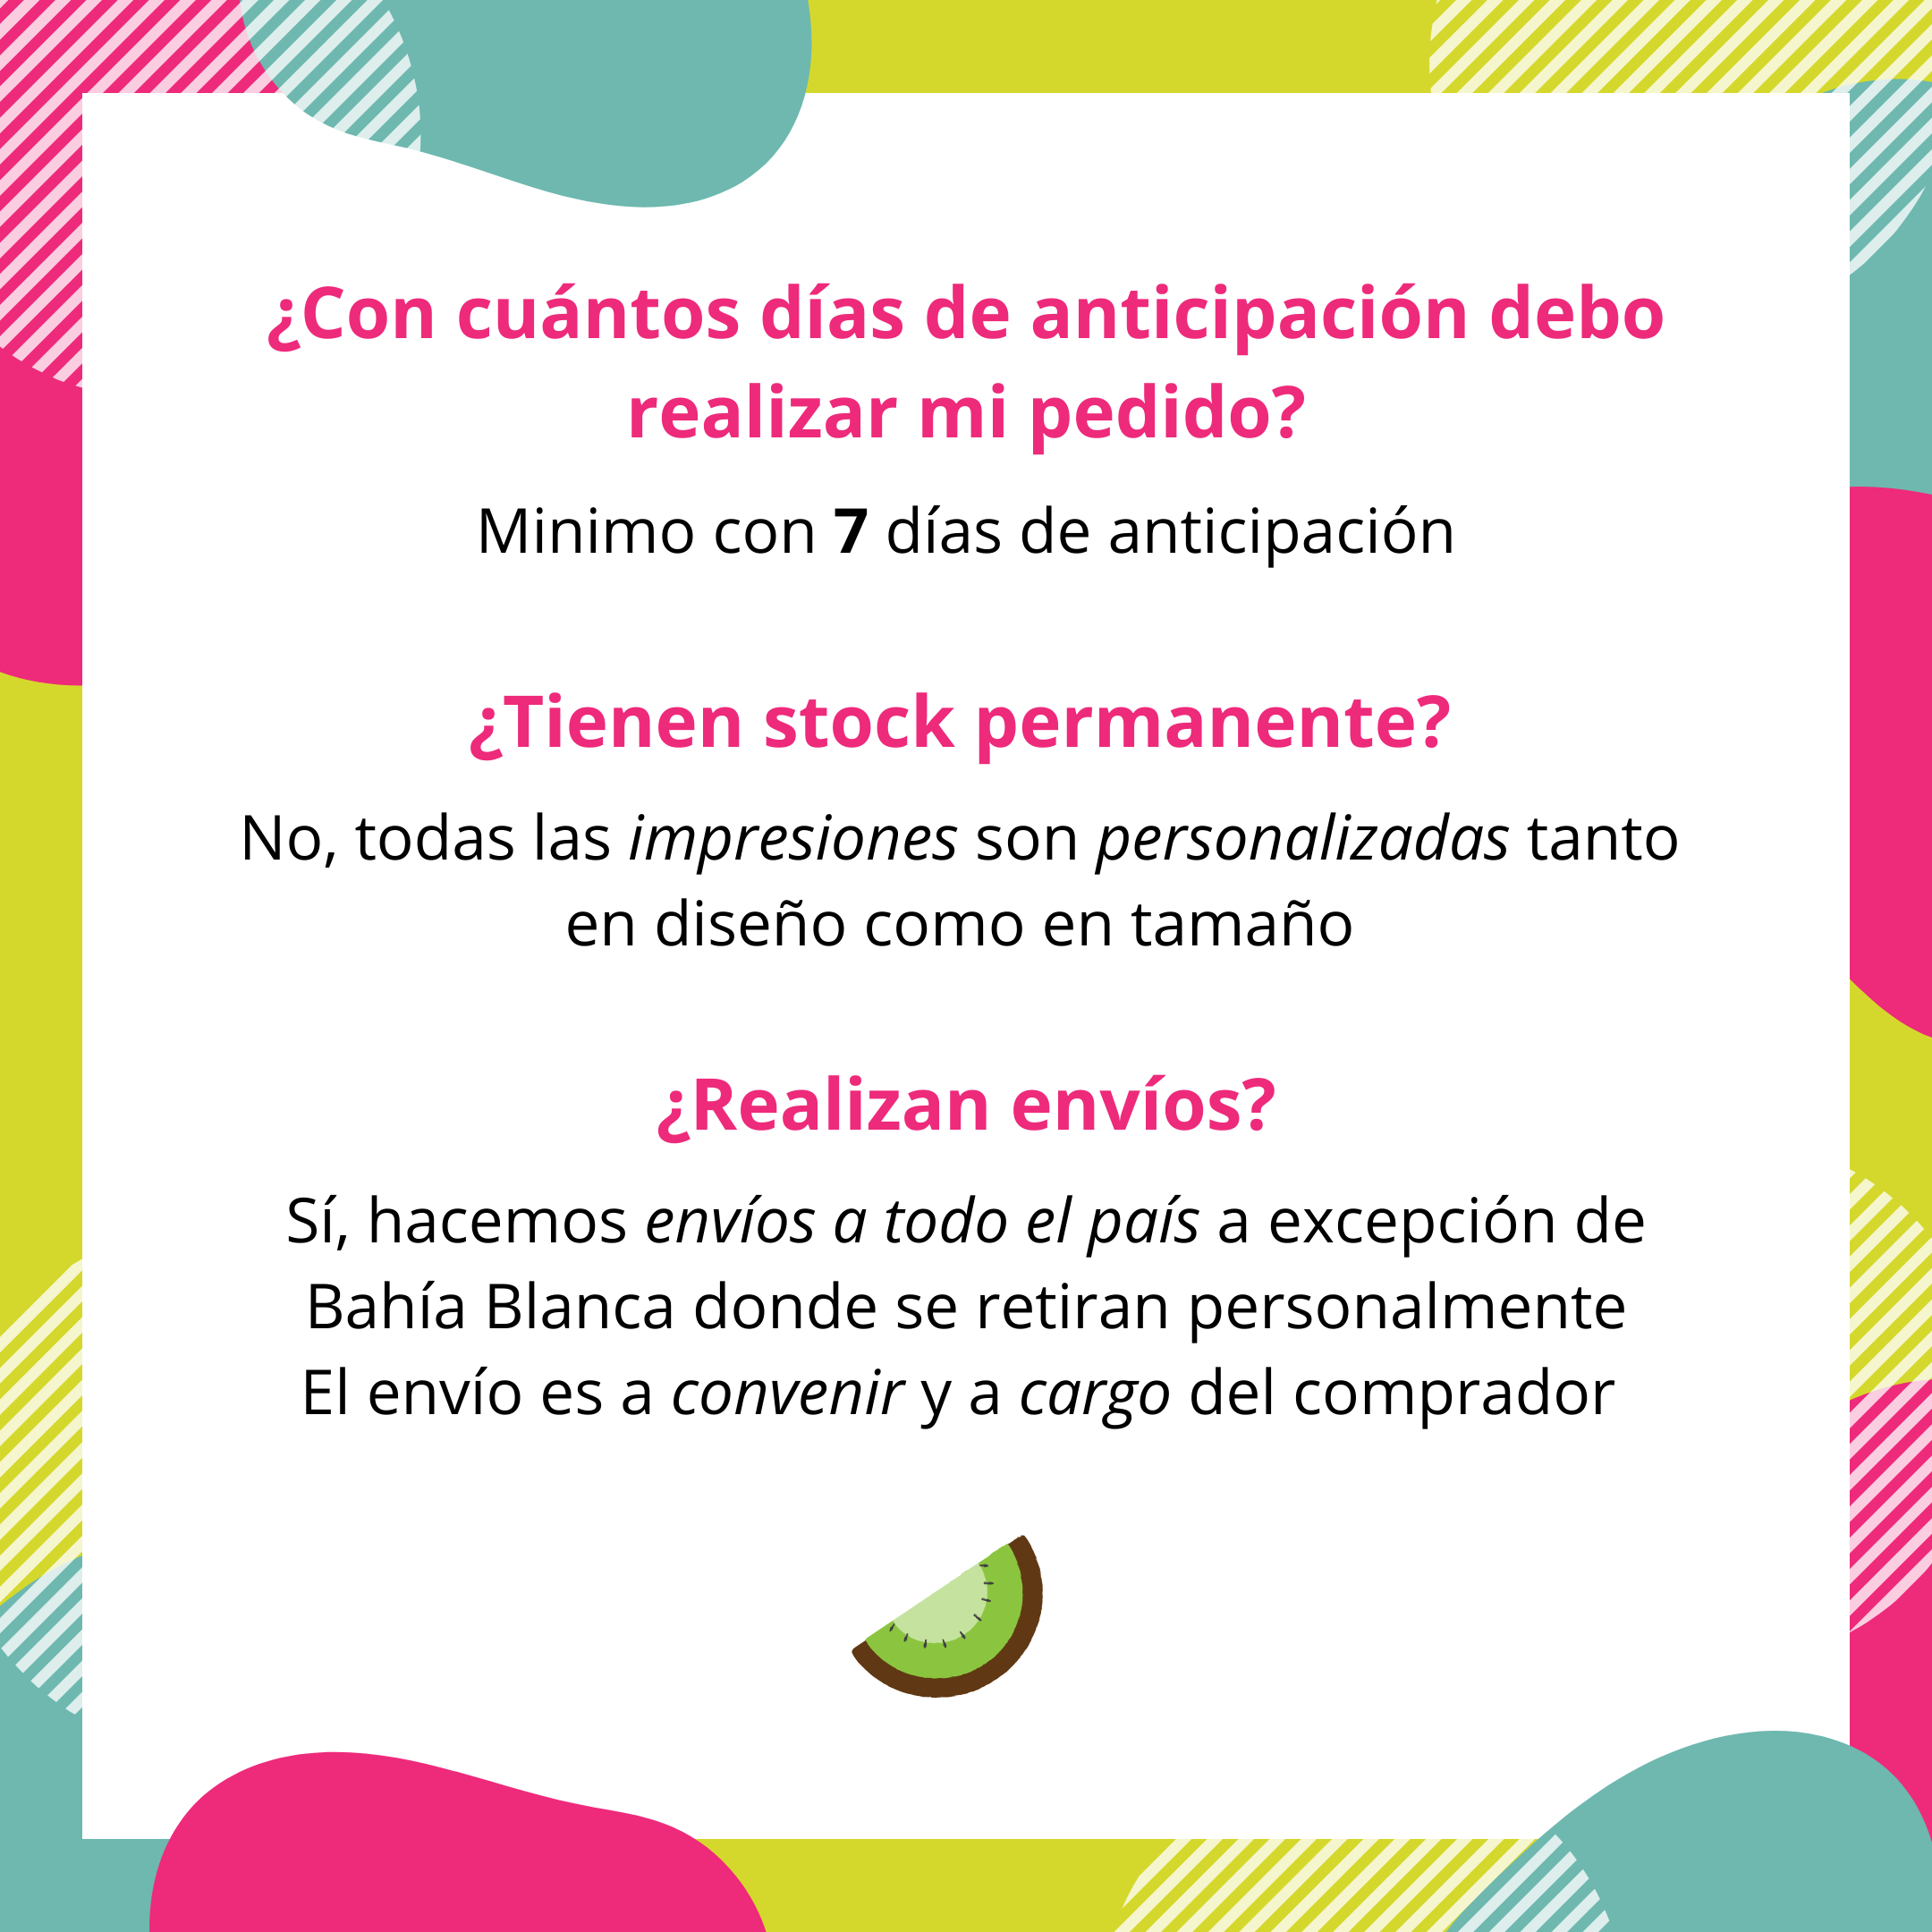 ¿Con cuántos días de anticipación debo
realizar mi pedido?
Minimo con 7 días de anticipación
¿Tienen stock permanente?
No, todas las impresiones son personalizadas tanto
en diseño como en tamaño
¿Realizan envíos?
Sí, hacemos envíos a todo el país a excepción de
Bahía Blanca donde se retiran personalmente
El envío es a convenir y a cargo del comprador